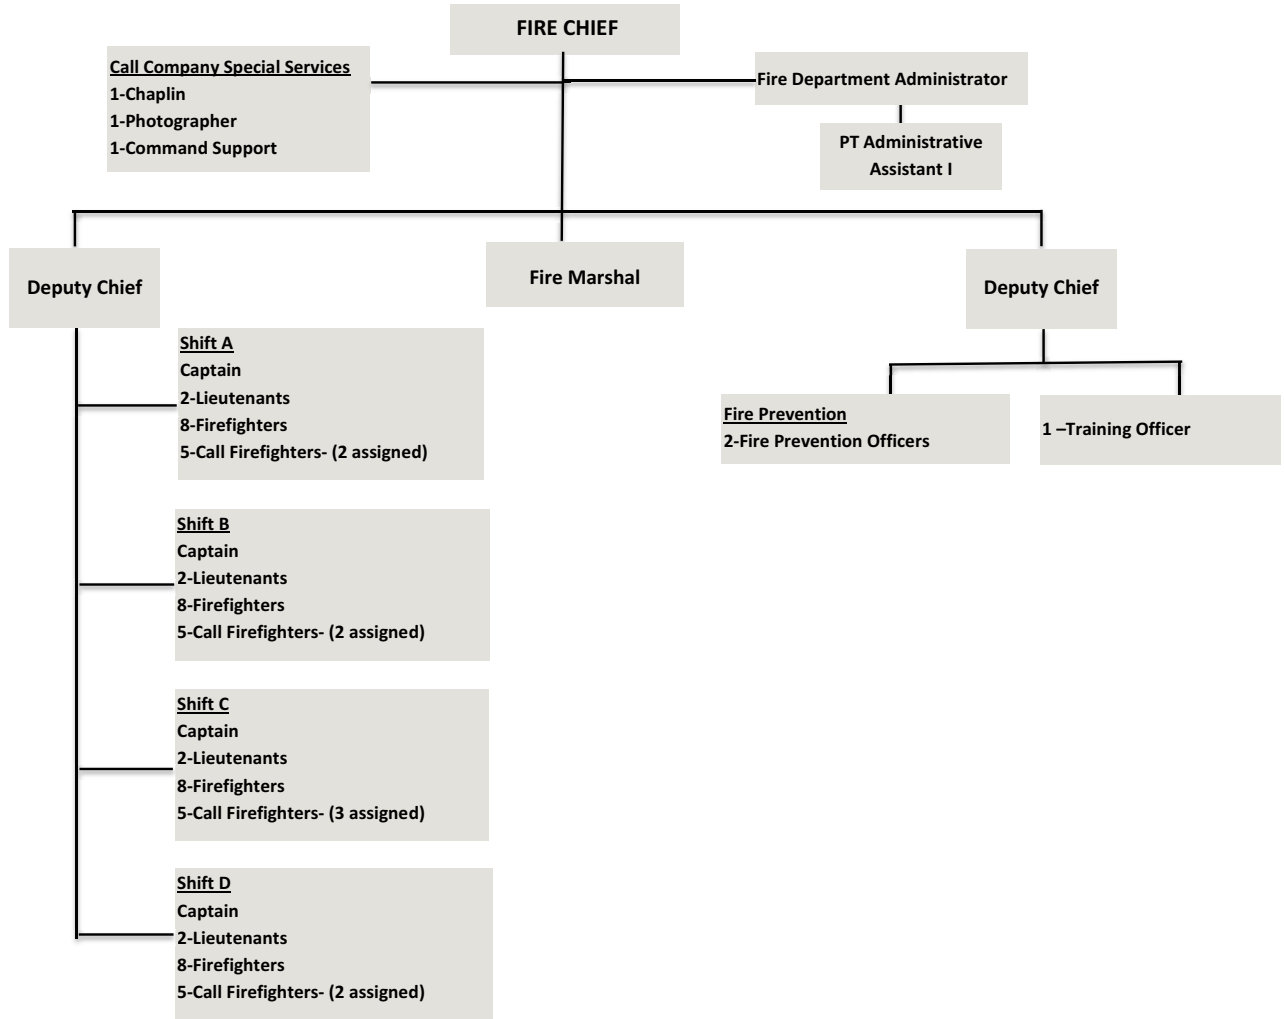 FIRE CHIEF
Call Company Special Services
1-Chaplin
1-Photographer
1-Command Support
Fire Department Administrator
PT Administrative
Assistant I
Deputy Chief
Fire Marshal
Deputy Chief
Shift A
Captain
2-Lieutenants
8-Firefighters
5-Call Firefighters- (2 assigned)
Fire Prevention
2-Fire Prevention Officers
1 –Training Officer
Shift B
Captain
2-Lieutenants
8-Firefighters
5-Call Firefighters- (2 assigned)
Shift C
Captain
2-Lieutenants
8-Firefighters
5-Call Firefighters- (3 assigned)
Shift D
Captain
2-Lieutenants
8-Firefighters
5-Call Firefighters- (2 assigned)